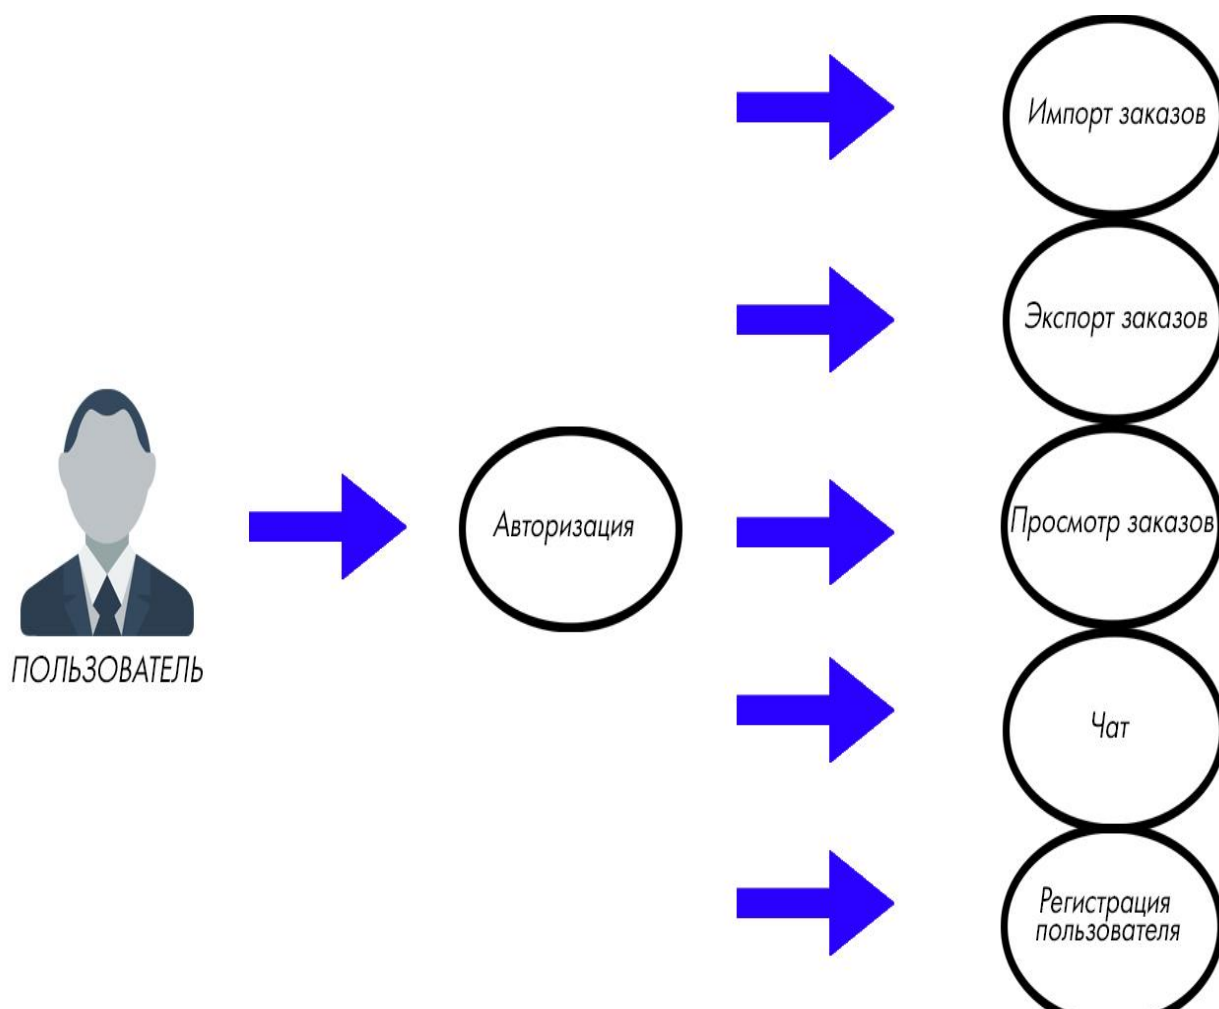 Импорт заказов
Экспорт заказов
Авторизация
Просмотр заказов
ПОЛЬЗОВАТЕЛЬ
Чат
Регистрация
пользователя